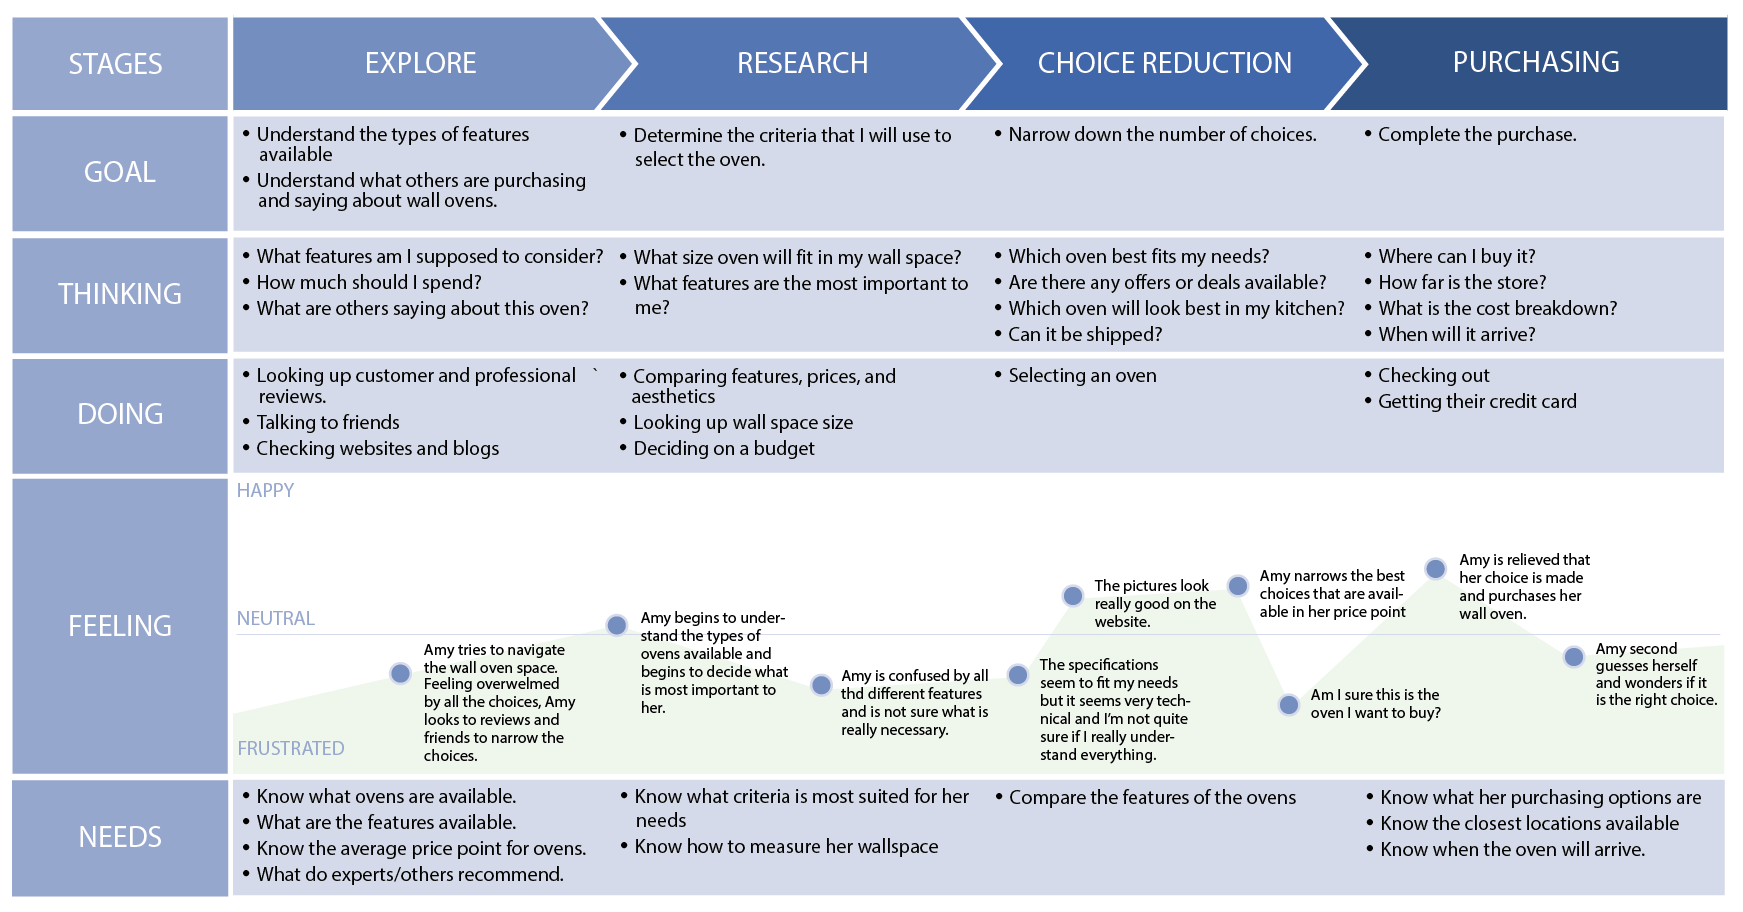 STAGES
EXPLORE
RESEARCH
CHOICE REDUCTION
PURCHASING
GOAL
• Understand the types of features
available
• Understand what others are purchasing
and saying about wall ovens.
• Determine the criteria that I will use to
select the oven.
• Narrow down the number of choices.
• Complete the purchase.
THINKING
• What features am I supposed to consider?
• How much should I spend?
• What are others saying about this oven?
• What size oven will fit in my wall space?
• What features are the most important to
me?
• Which oven best fits my needs?
• Are there any offers or deals available?
• Which oven will look best in my kitchen?
• Can it be shipped?
• Where can I buy it?
• How far is the store?
• What is the cost breakdown?
• When will it arrive?
DOING
• Looking up customer and professional `
reviews.
• Talking to friends
• Checking websites and blogs
• Comparing features, prices, and
aesthetics
• Looking up wall space size
• Deciding on a budget
• Selecting an oven
• Checking out
• Getting their credit card
FEELING
HAPPY
NEUTRAL
FRUSTRATED
Amy tries to navigate
the wall oven space.
Feeling overwelmed
by all the choices, Amy
looks to reviews and
friends to narrow the
choices.
Amy begins to under-
stand the types of
ovens available and
begins to decide what
is most important to
her.
Amy is confused by all
thd different features
and is not sure what is
really necessary.
The specifications
seem to fit my needs
but it seems very tech-
nical and I'm not quite
sure if I really under-
stand everything.
The pictures look
really good on the
website.
Amy narrows the best
choices that are avail-
able in her price point
Am I sure this is the
oven I want to buy?
Amy is relieved that
her choice is made
and purchases her
wall oven.
Amy second
guesses herself
and wonders if it
is the right choice.
NEEDS
• Know what ovens are available.
• What are the features available.
• Know the average price point for ovens.
• What do experts/others recommend.
• Know what criteria is most suited for her
needs
• Know how to measure her wallspace
• Compare the features of the ovens
• Know what her purchasing options are
• Know the closest locations available
• Know when the oven will arrive.